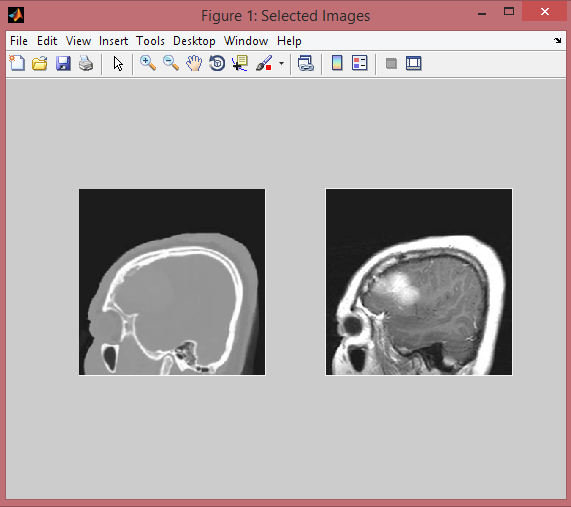 Figure 1: Selected Images
File Edit View Insert Tools Desktop Window Help